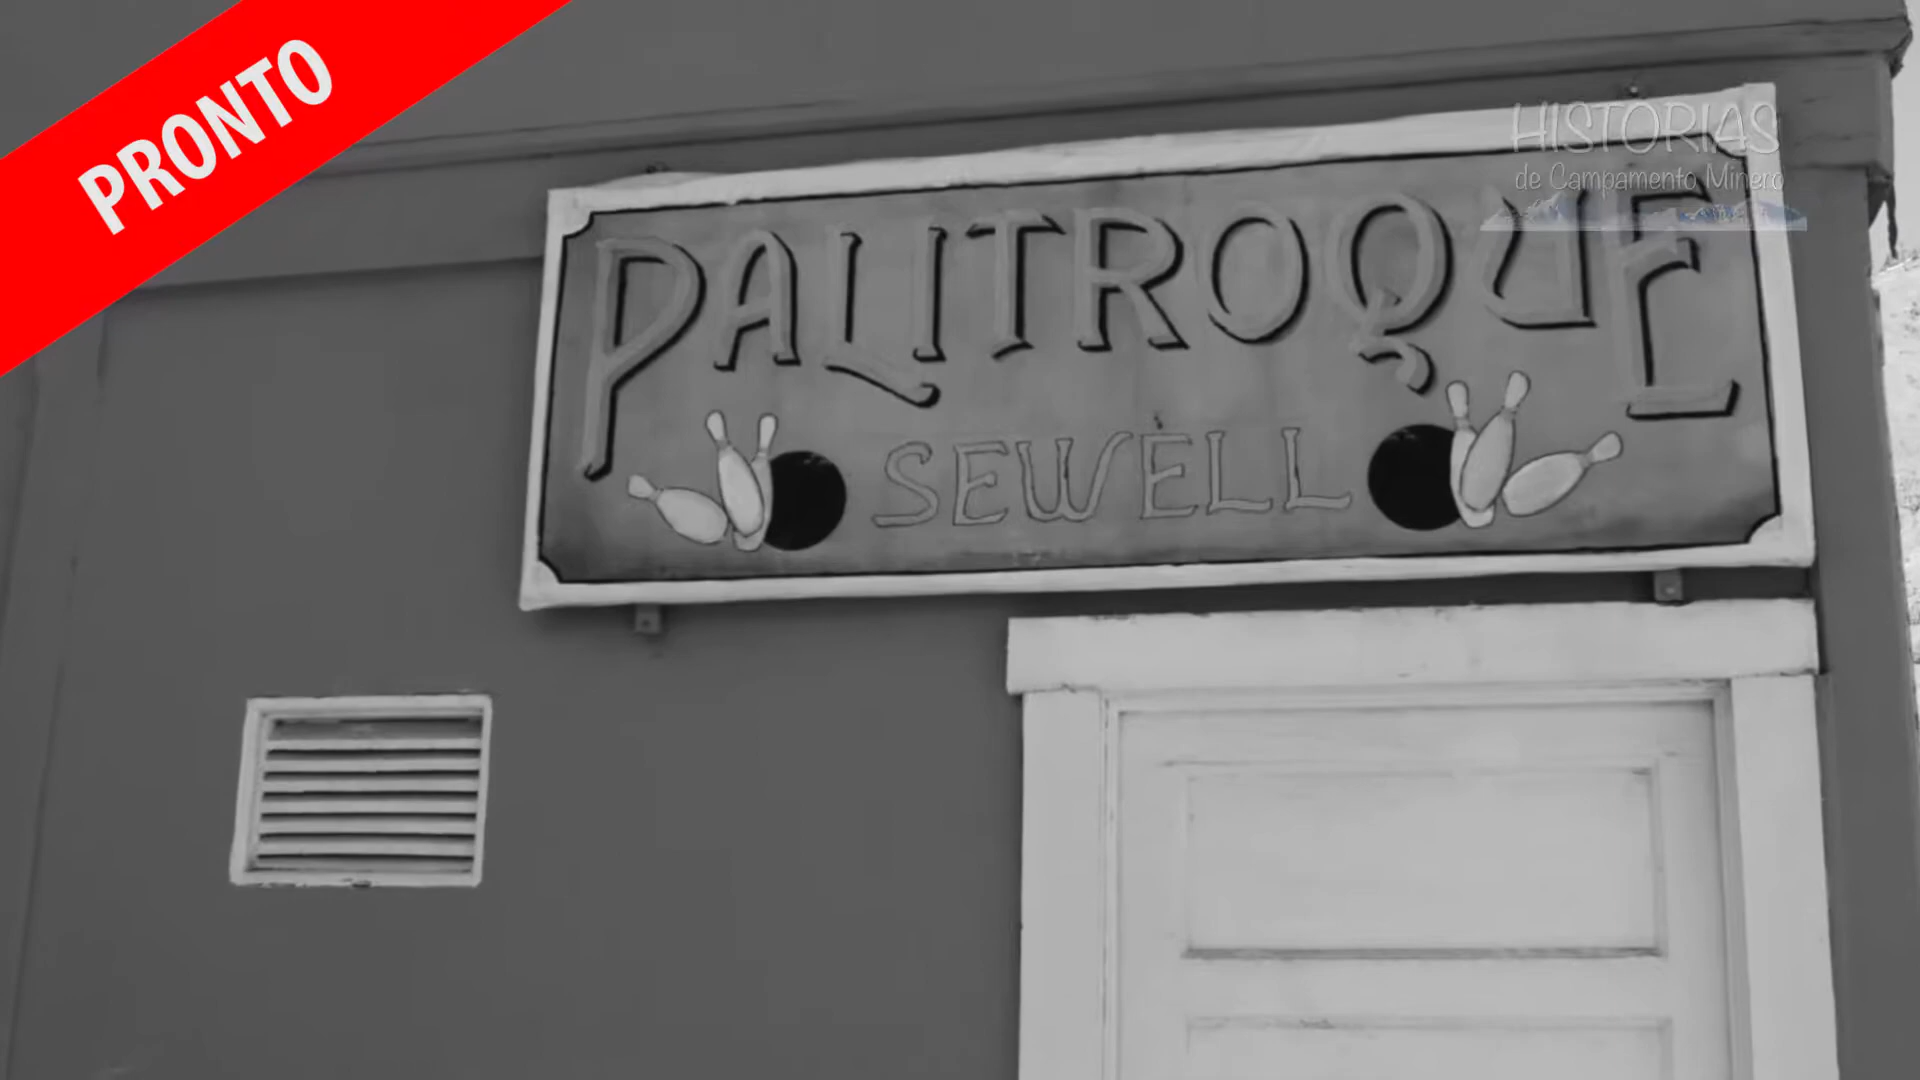 PRONTO
HISTORIAS
de Campamento Minero
PALITROQUE
SEWELL